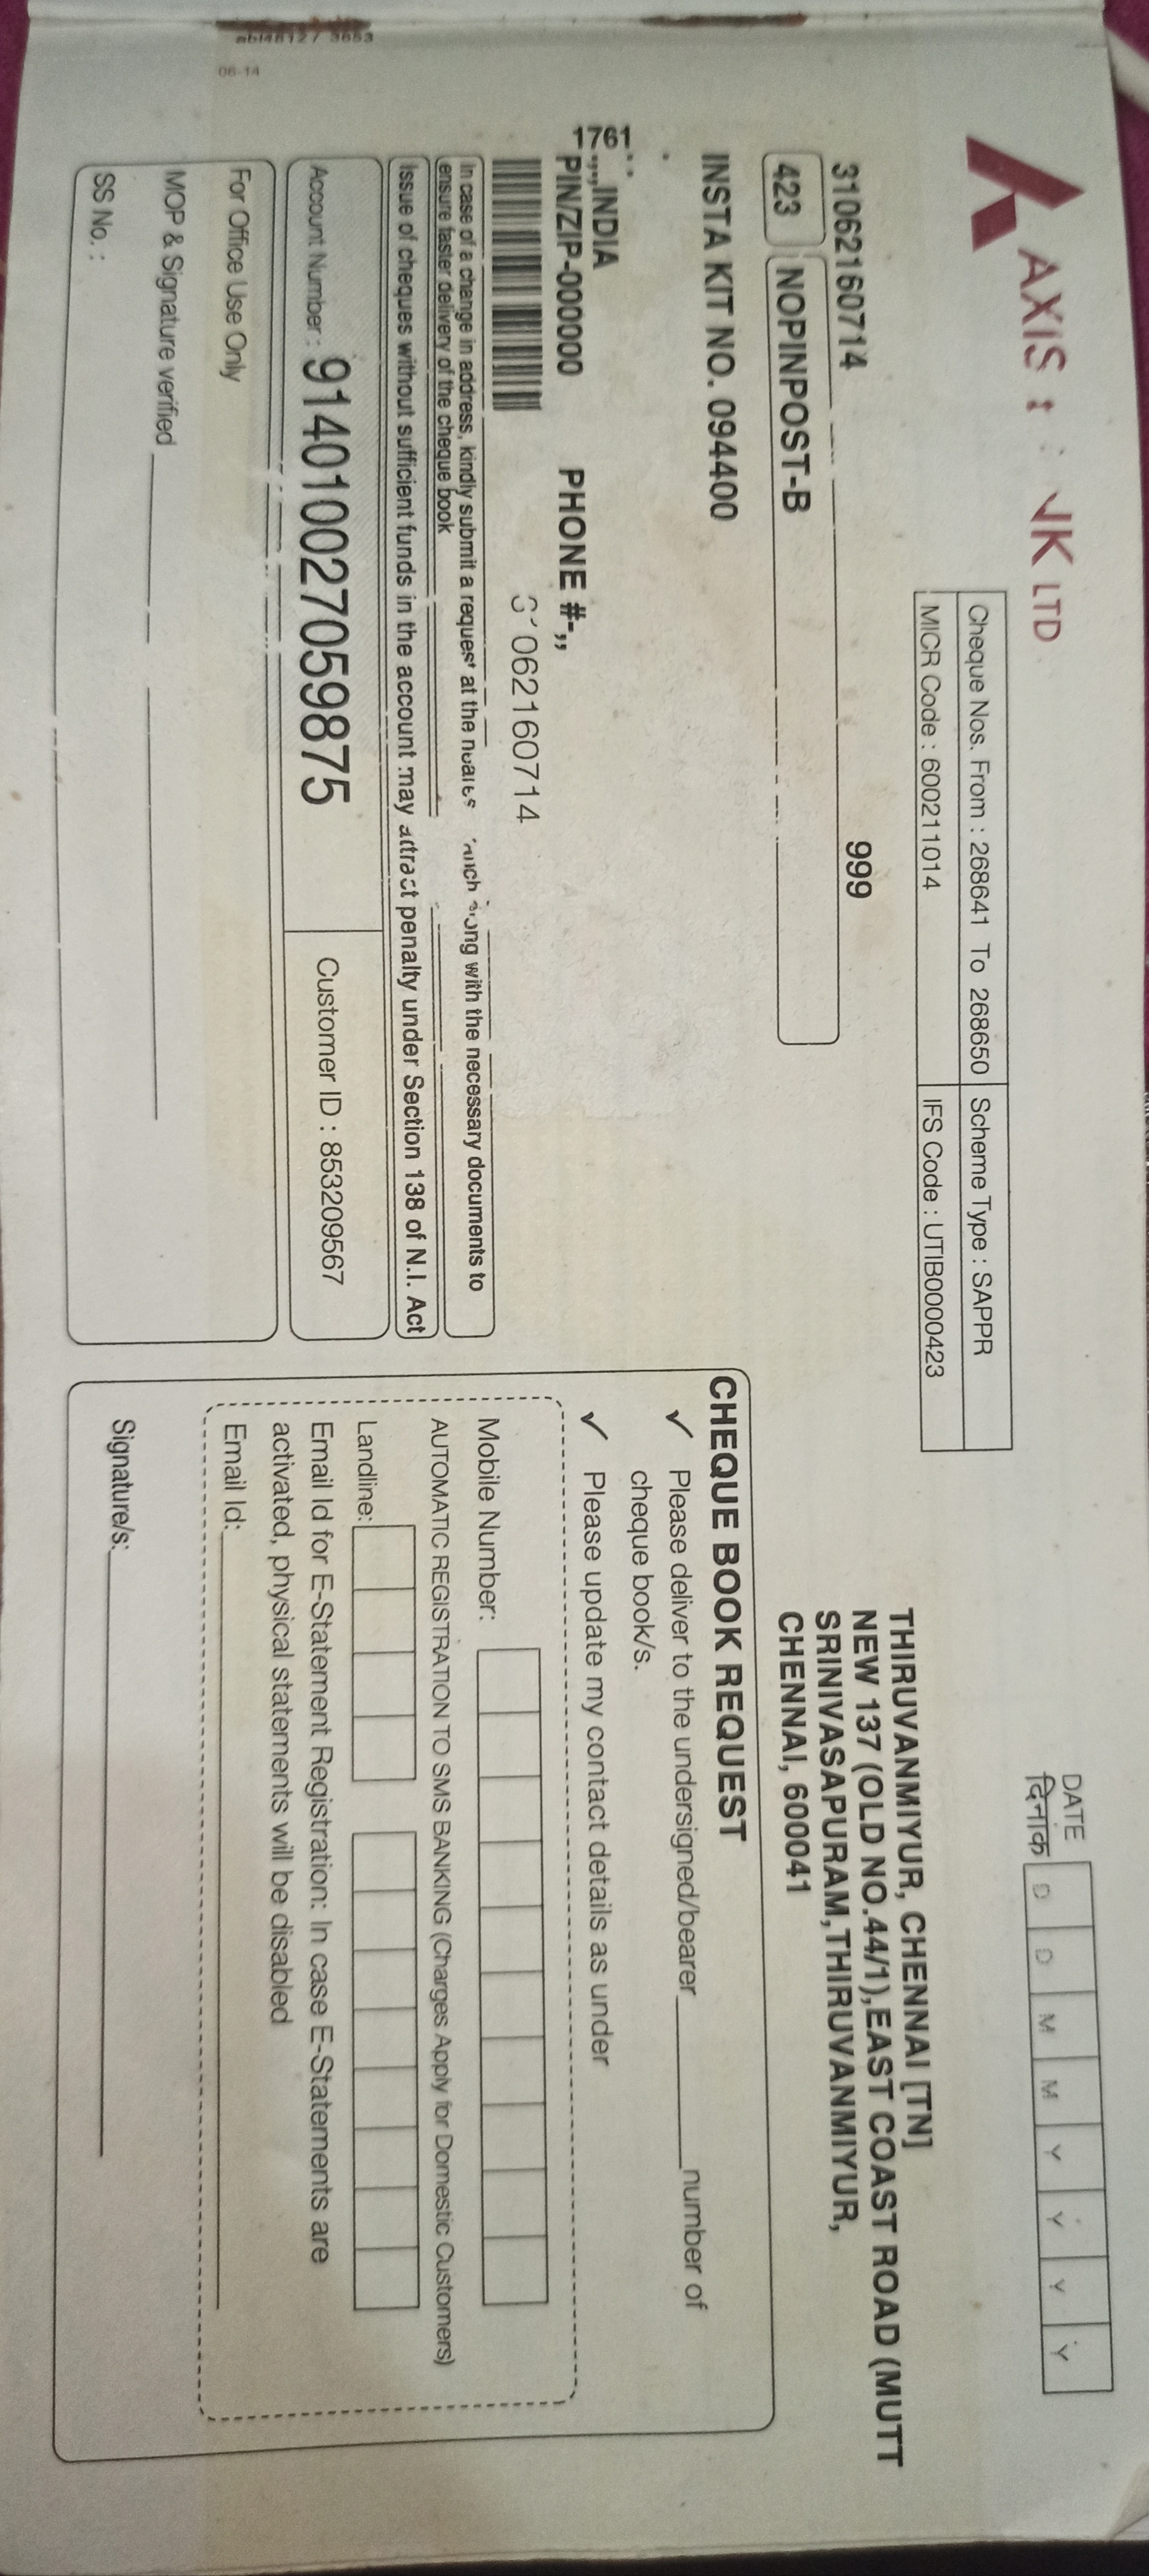 AXIS
LTD
DATE
दिनांक
D D M M Y Y Y Y
Cheque Nos. From : 268641 To 268650 Scheme Type : SAPPR
MICR Code : 600211014 IFS Code : UTIB0000423
310621607​14 999
423 NOPINPOST-B
THIRUVANMIYUR, CHENNAI [TN]
NEW 137 (OLD NO.44/1),EAST COAST ROAD (MUTT
SRINIVASAPURAM,THIRUVANMIYUR,
CHENNAI, 600041
INSTA KIT NO. 094400
1761
.,,,INDIA
PIN/ZIP-000000 PHONE #-,,
062160714
In case of a change in address, kindly submit a request at the along with the necessary documents to
ensure faster delivery of the cheque book
Issue of cheques without sufficient funds in the account may attract penalty under Section 138 of N.I. Act
Account Number : 914010027059875 Customer ID : 853209567
For Office Use Only
MOP & Signature verified
SS No. :
CHEQUE BOOK REQUEST
✓ Please deliver to the undersigned/bearer number of
cheque book/s.
✓ Please update my contact details as under
Mobile Number:
AUTOMATIC REGISTRATION TO SMS BANKING (Charges Apply for Domestic Customers)
Landline:
Email Id for E-Statement Registration: In case E-Statements are
activated, physical statements will be disabled
Email Id:
Signature/s:
06-14